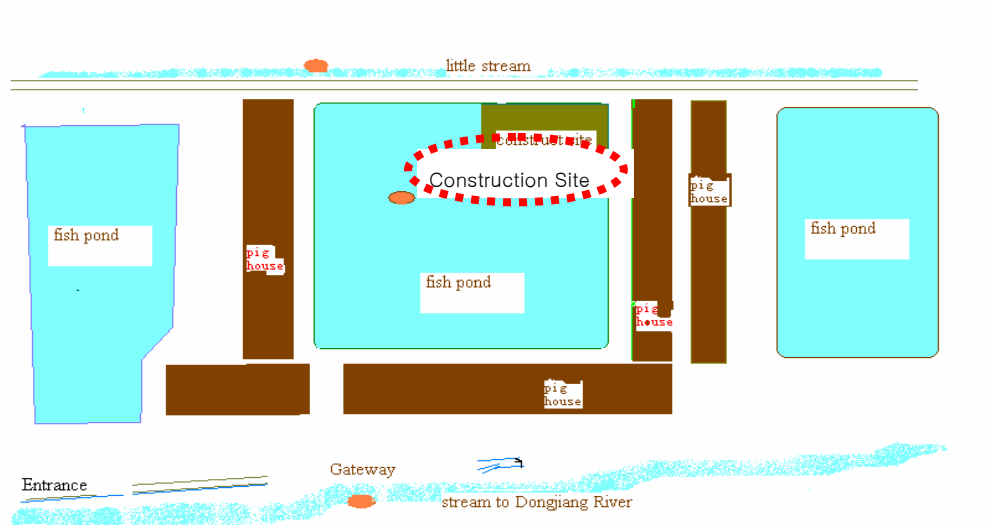 little stream
construct site
Construction Site
pig
house
fish pond
fish pond
pig
house
fish pond
pig
house
pig
house
Gateway
Entrance
stream to Dongjiang River